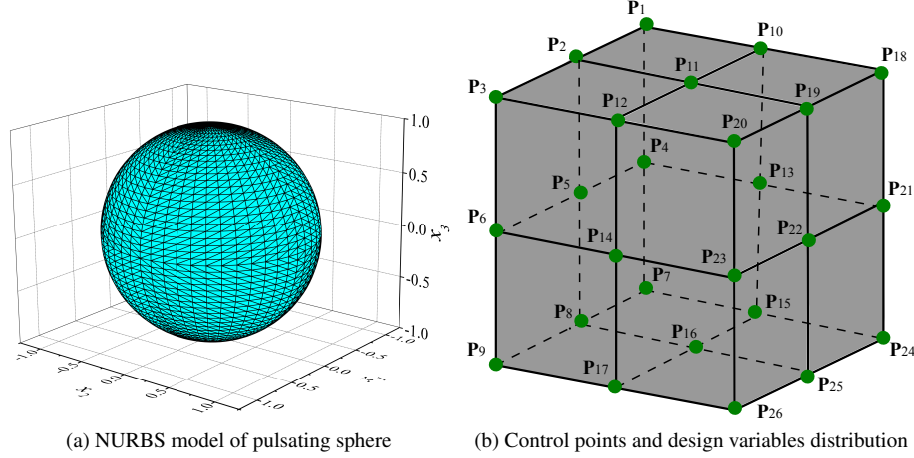 1.0
0.5
0.0
-0.5
-1.0
x₃
-1.0
-0.5
0.0
0.5
1.0
x₂
-1.0
-0.5
0.0
0.5
1.0
(a) NURBS model of pulsating sphere
P₁
P₂
P₁₀
P₁₈
P₃
P₁₁
P₁₉
P₁₂
P₂₀
P₄
P₁₃
P₅
P₂₁
P₆
P₁₄
P₂₂
P₂₃
P₇
P₁₅
P₈
P₁₆
P₂₄
P₉
P₁₇
P₂₅
P₂₆
(b) Control points and design variables distribution